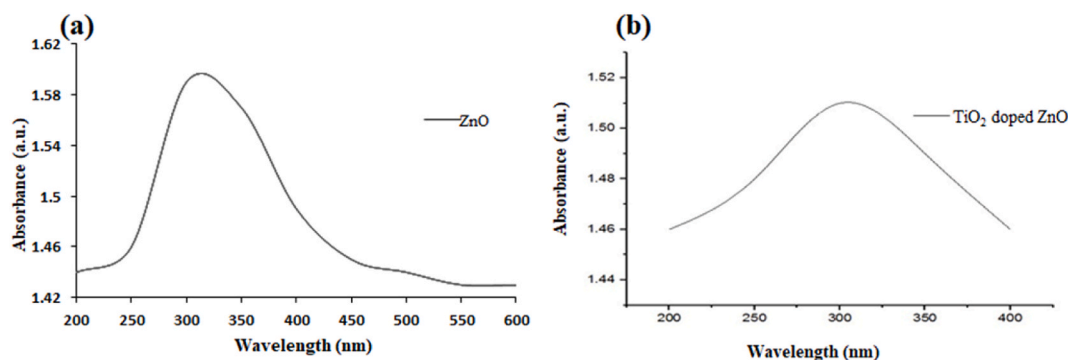 (a)
1.62
1.58
1.54
1.5
1.46
1.42
Absorbance (a.u.)
ZnO
200 250 300 350 400 450 500 550 600
Wavelength (nm)
(b)
1.52
1.50
1.48
1.46
1.44
Absorbance (a.u.)
TiO₂ doped ZnO
200 250 300 350 400
Wavelength (nm)